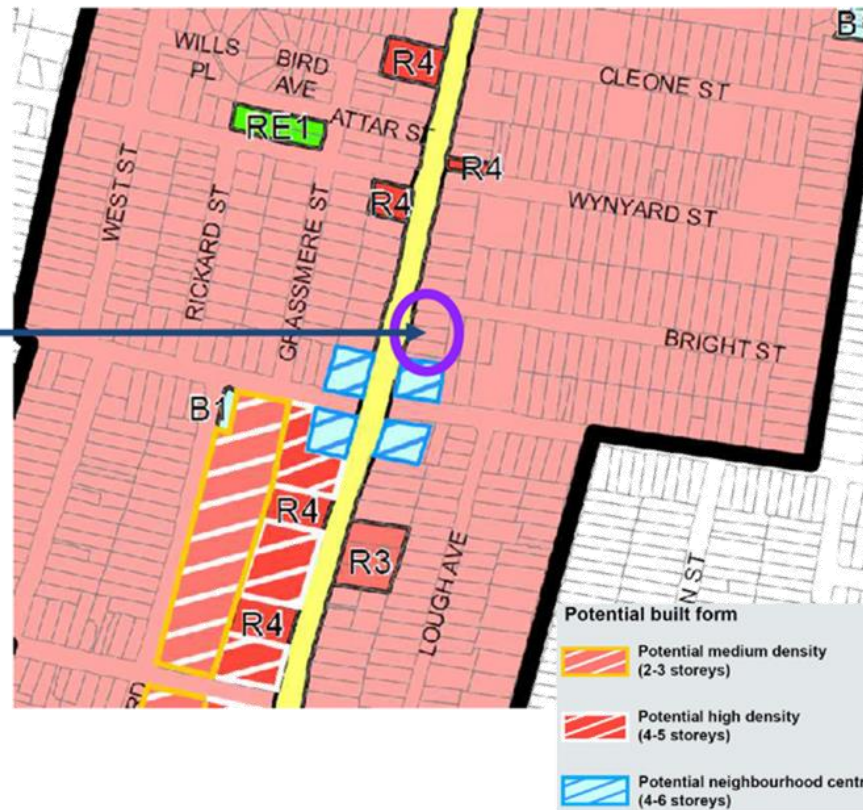 B
WILLS
PL
BIRD
AVE
R4
CLEONE ST
RE1
ATTAR ST
R4
R4
WYNYARD ST
WEST ST
RICKARD ST
GRASSMERE ST
BRIGHT ST
B1
R4
R3
LOUGH AVE
N ST
R4
RD
Potential built form
Potential medium density
(2-3 storeys)
Potential high density
(4-5 storeys)
Potential neighbourhood centr
(4-6 storeys)